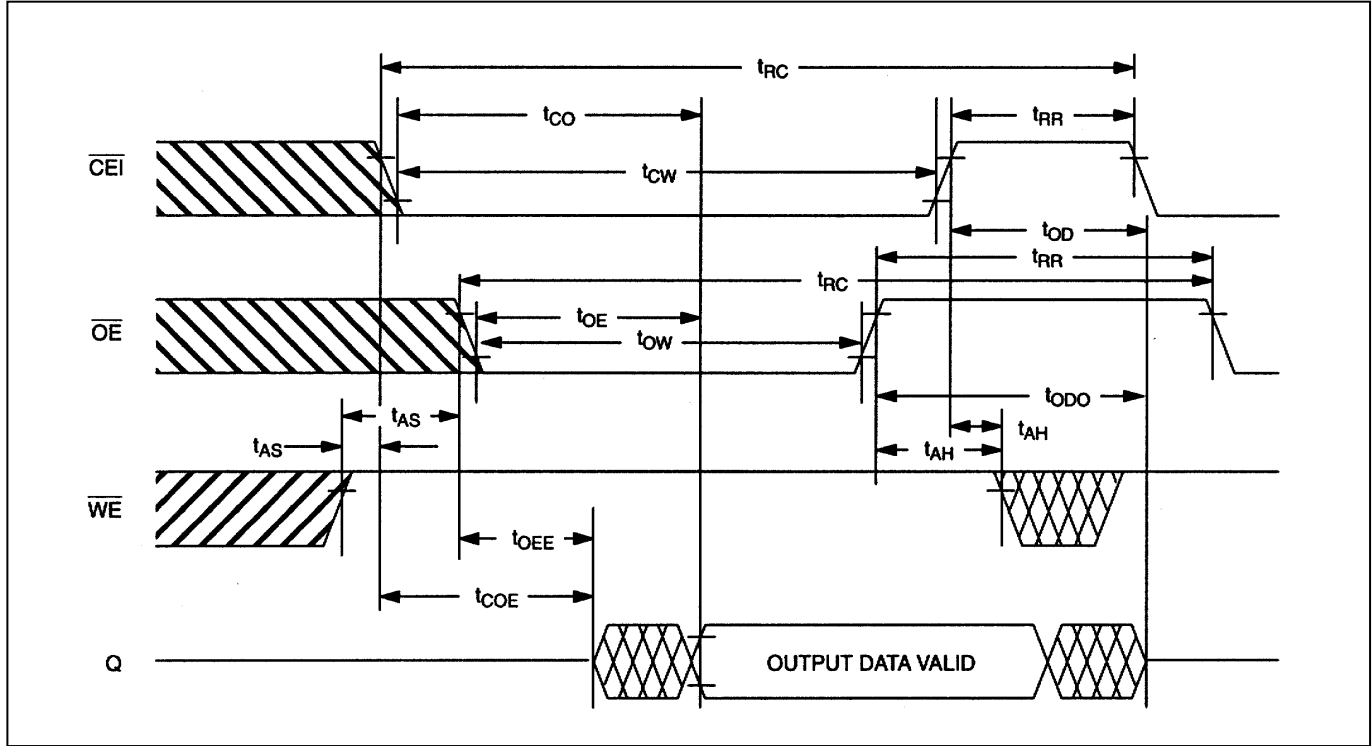 tRC
tCO
tRR
CEI
tCW
tOD
tRR
tRC
OE
tOE
tOW
tODO
tAS
tAH
tAS
tAH
WE
tOEE
tCOE
Q
OUTPUT DATA VALID